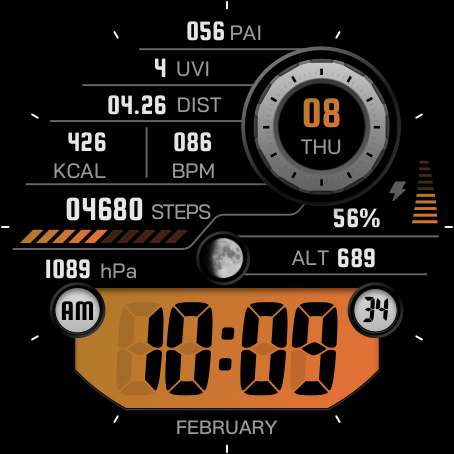 056 PAI
4 UVI
04.26 DIST
08
THU
426 086
KCAL BPM
04680 STEPS
56%
ALT 689
1089 hPa
AM
10:09
34
FEBRUARY